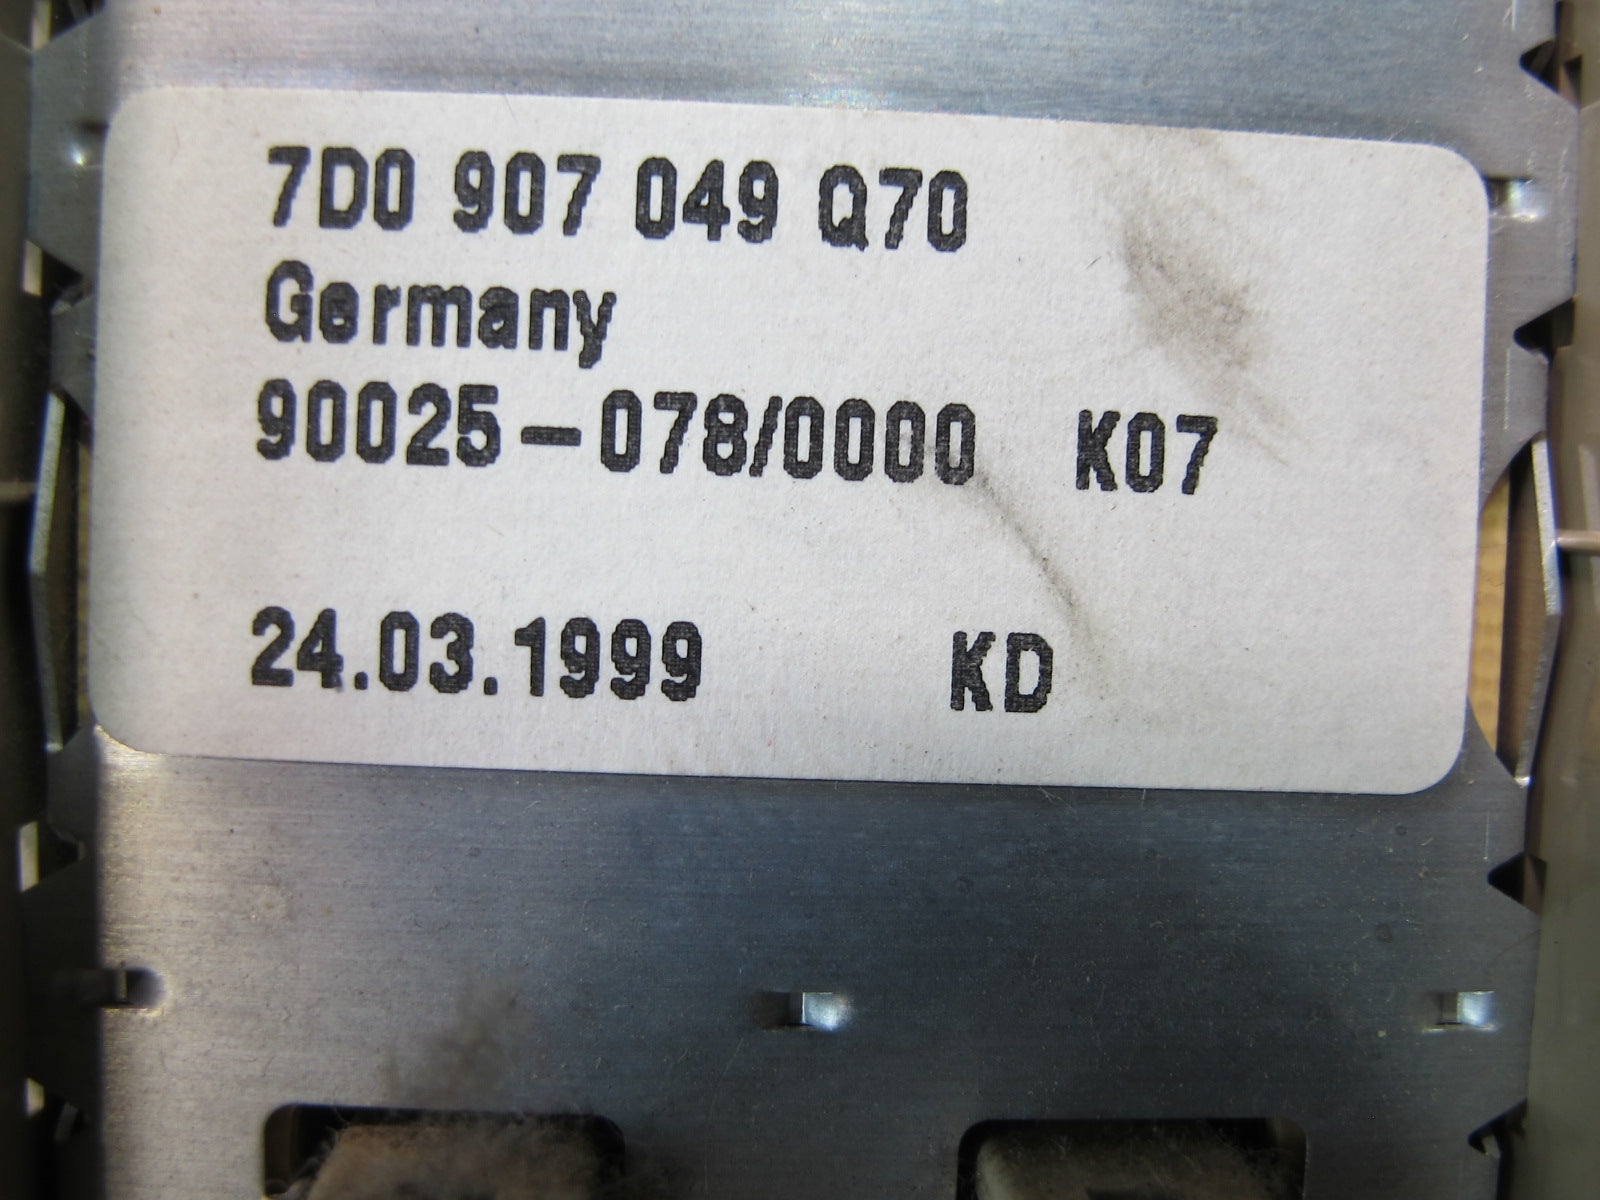 7D0 907 049 Q70
Germany
90025-078/0000 K07
24.03.1999 KD